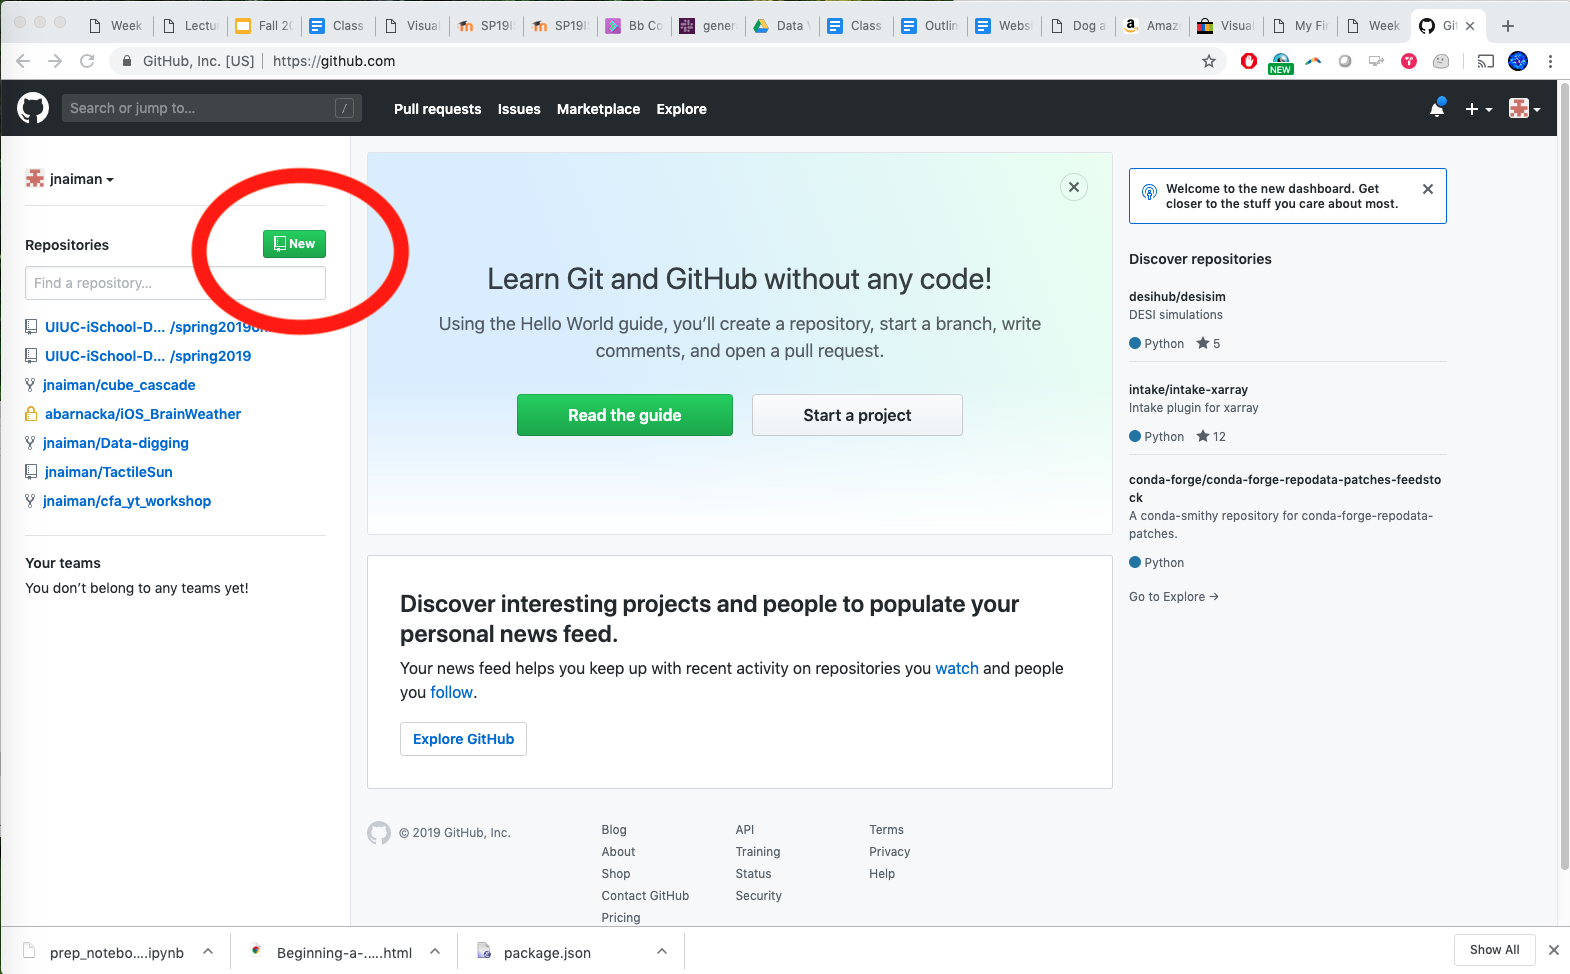 Week
Lectu
Fall 20
Class
Visual
SP19I
SP19I
Bb Co
gener
Data V
Class
Outlin
Websi
Dog a
Amaz
Visual
My Fi
Week
Git
GitHub, Inc. [US]
https://github.com
NEW
Search or jump to...
/
Pull requests
Issues
Marketplace
Explore
jnaiman
Repositories
New
Find a repository...
UIUC-iSchool-D... /spring2019on
UIUC-iSchool-D... /spring2019
jnaiman/cube_cascade
abarnacka/iOS_BrainWeather
jnaiman/Data-digging
jnaiman/TactileSun
jnaiman/cfa_yt_workshop
Your teams
You don't belong to any teams yet!
Learn Git and GitHub without any code!
Using the Hello World guide, you'll create a repository, start a branch, write
comments, and open a pull request.
Read the guide
Start a project
Discover interesting projects and people to populate your
personal news feed.
Your news feed helps you keep up with recent activity on repositories you watch and people
you follow.
Explore GitHub
Welcome to the new dashboard. Get
closer to the stuff you care about most.
Discover repositories
desihub/desisim
DESI simulations
Python ★ 5
intake/intake-xarray
Intake plugin for xarray
Python ★ 12
conda-forge/conda-forge-repodata-patches-feedsto
ck
A conda-smithy repository for conda-forge-repodata-
patches.
Python
Go to Explore →
© 2019 GitHub, Inc.
Blog
About
Shop
Contact GitHub
Pricing
API
Training
Status
Security
Terms
Privacy
Help
prep_notebo....ipynb
Beginning-a-.....html
package.json
Show All